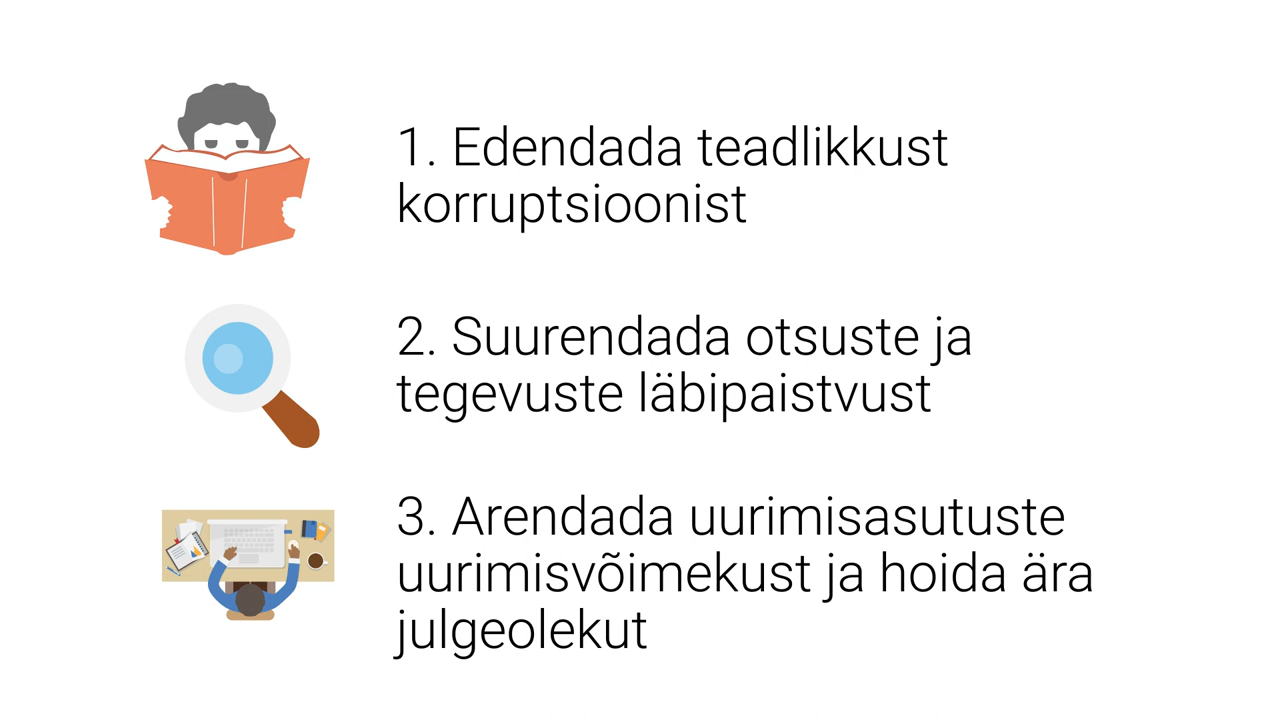 1. Edendada teadlikkust
korruptsioonist
2. Suurendada otsuste ja
tegevuste läbipaistvust
3. Arendada uurimisasutuste
uurimisvõimekust ja hoida ära
julgeolekut